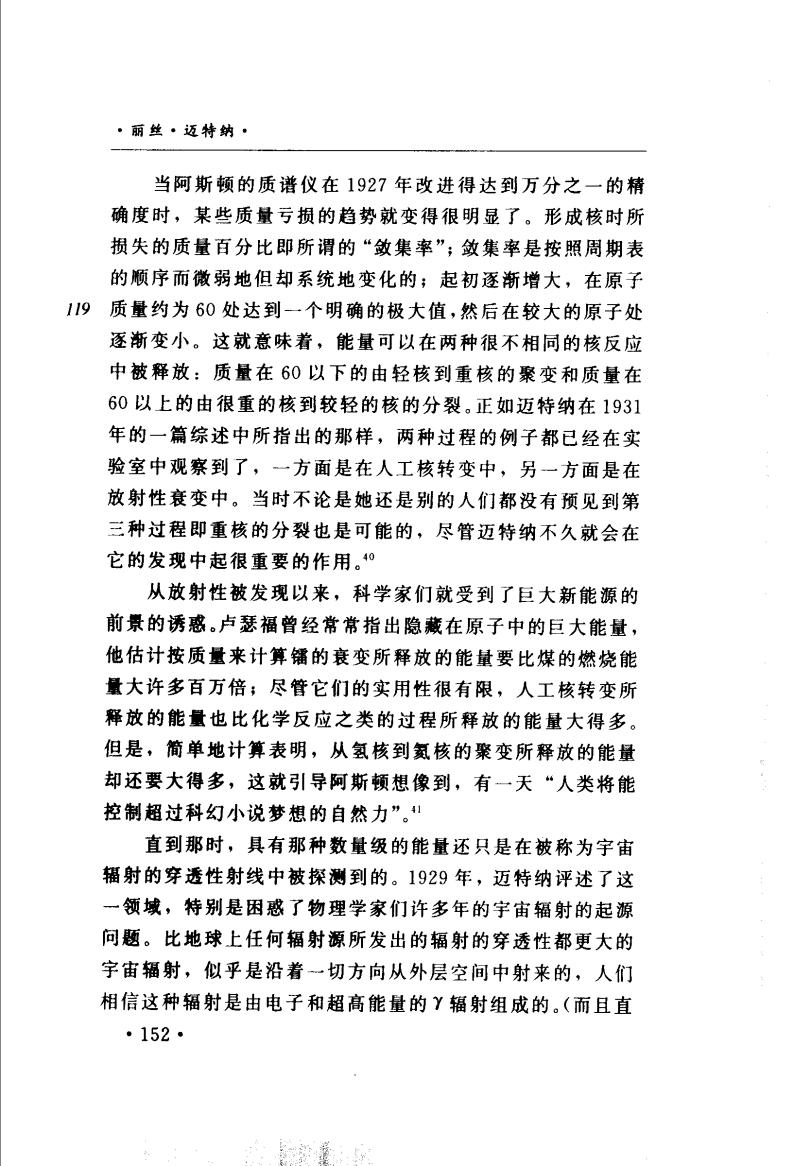 ·丽丝·迈特纳·
当阿斯顿的质谱仪在 1927 年改进得达到万分之一的精
确度时，某些质量亏损的趋势就变得很明显了。形成核时所
损失的质量百分比即所谓的“敛集率”；敛集率是按照周期表
的顺序而微弱地但却系统地变化的；起初逐渐增大，在原子
119 质量约为 60 处达到一个明确的极大值，然后在较大的原子处
逐渐变小。这就意味着，能量可以在两种很不相同的核反应
中被释放：质量在 60 以下的由轻核到重核的聚变和质量在
60 以上的由很重的核到较轻的核的分裂。正如迈特纳在 1931
年的一篇综述中所指出的那样，两种过程的例子都已经在实
验室中观察到了，一方面是在人工核转变中，另一方面是在
放射性衰变中。当时不论是她还是别的人们都没有预见到第
三种过程即重核的分裂也是可能的，尽管迈特纳不久就会在
它的发现中起很重要的作用。40
从放射性被发现以来，科学家们就受到了巨大新能源的
前景的诱惑。卢瑟福曾经常常指出隐藏在原子中的巨大能量，
他估计按质量来计算镭的衰变所释放的能量要比煤的燃烧能
量大许多百万倍；尽管它们的实用性很有限，人工核转变所
释放的能量也比化学反应之类的过程所释放的能量大得多。
但是，简单地计算表明，从氢核到氦核的聚变所释放的能量
却还要大得多，这就引导阿斯顿想像到，有一天“人类将能
控制超过科幻小说梦想的自然力”。41
直到那时，具有那种数量级的能量还只是在被称为宇宙
辐射的穿透性射线中被探测到的。1929 年，迈特纳评述了这
一领域，特别是困惑了物理学家们许多年的宇宙辐射的起源
问题。比地球上任何辐射源所发出的辐射的穿透性都更大的
宇宙辐射，似乎是沿着一切方向从外层空间中射来的，人们
相信这种辐射是由电子和超高能量的 γ 辐射组成的。（而且直
·152·